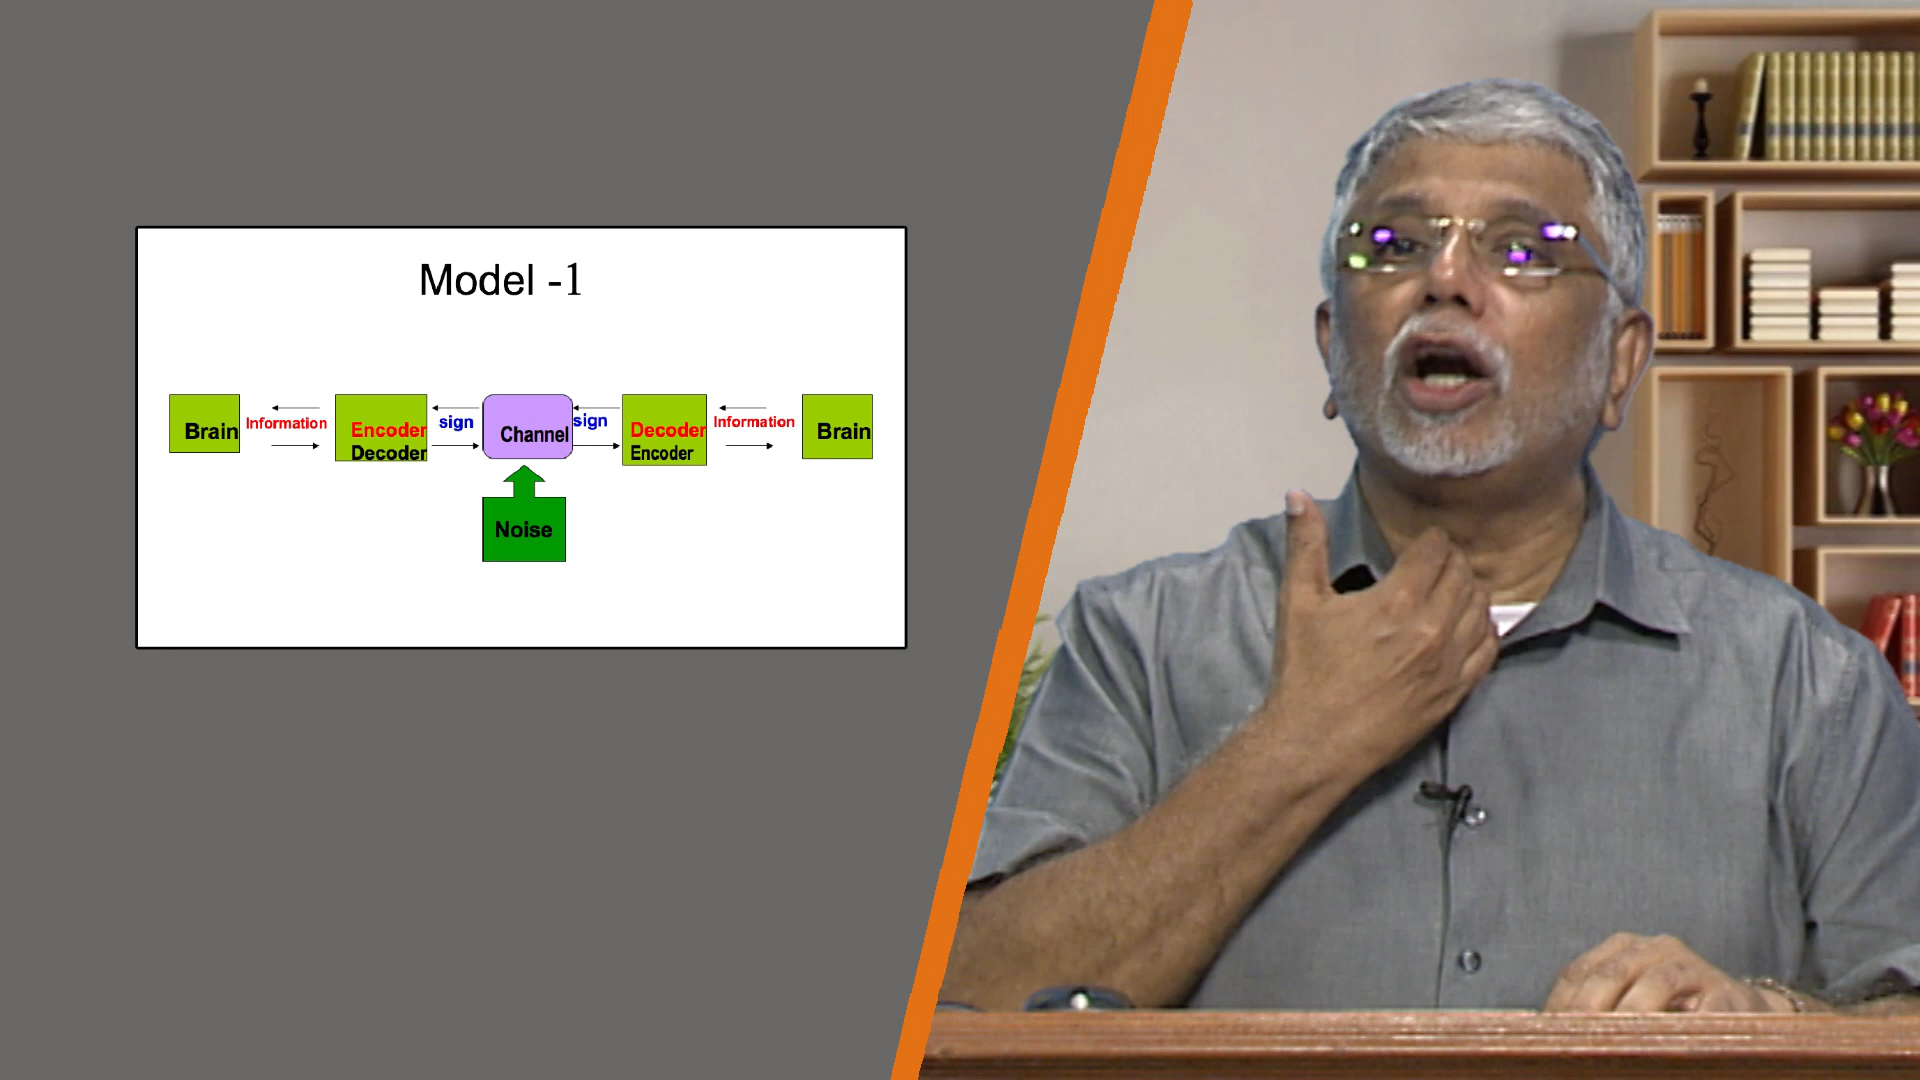 Model -1
Brain
Information
Encoder
Decoder
sign
Channel
sign
Decoder
Encoder
Information
Brain
Noise